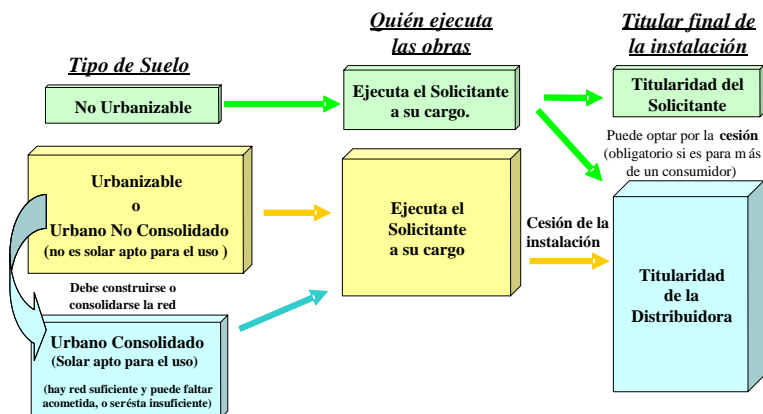 Tipo de Suelo
Quién ejecuta
las obras
Titular final de
la instalación
No Urbanizable
Ejecuta el Solicitante
a su cargo.
Titularidad del
Solicitante
Puede optar por la cesión
(obligatorio si es para más
de un consumidor)
Urbanizable
o
Urbano No Consolidado
(no es solar apto para el uso )
Ejecuta el
Solicitante
a su cargo
Cesión de la
instalación
Titularidad
de la
Distribuidora
Debe construirse o
consolidarse la red
Urbano Consolidado
(Solar apto para el uso)
(hay red suficiente y puede faltar
acometida, o serésta insuficiente)